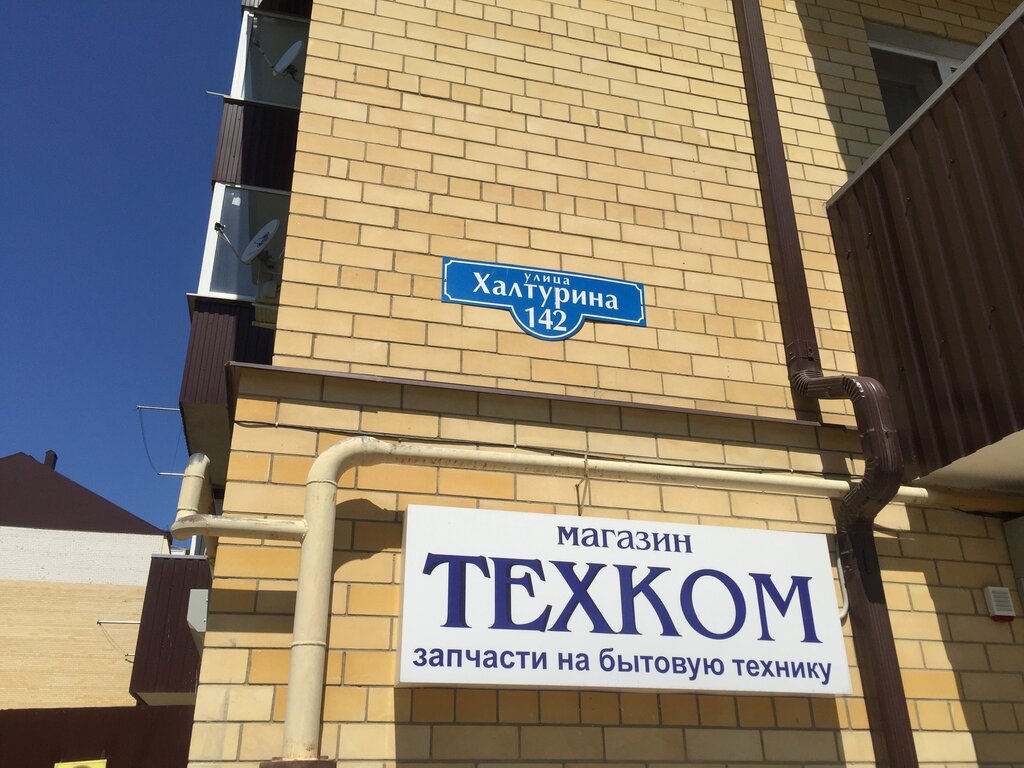 улица
Халтурина
142
магазин
ТЕХКОМ
запчасти на бытовую технику